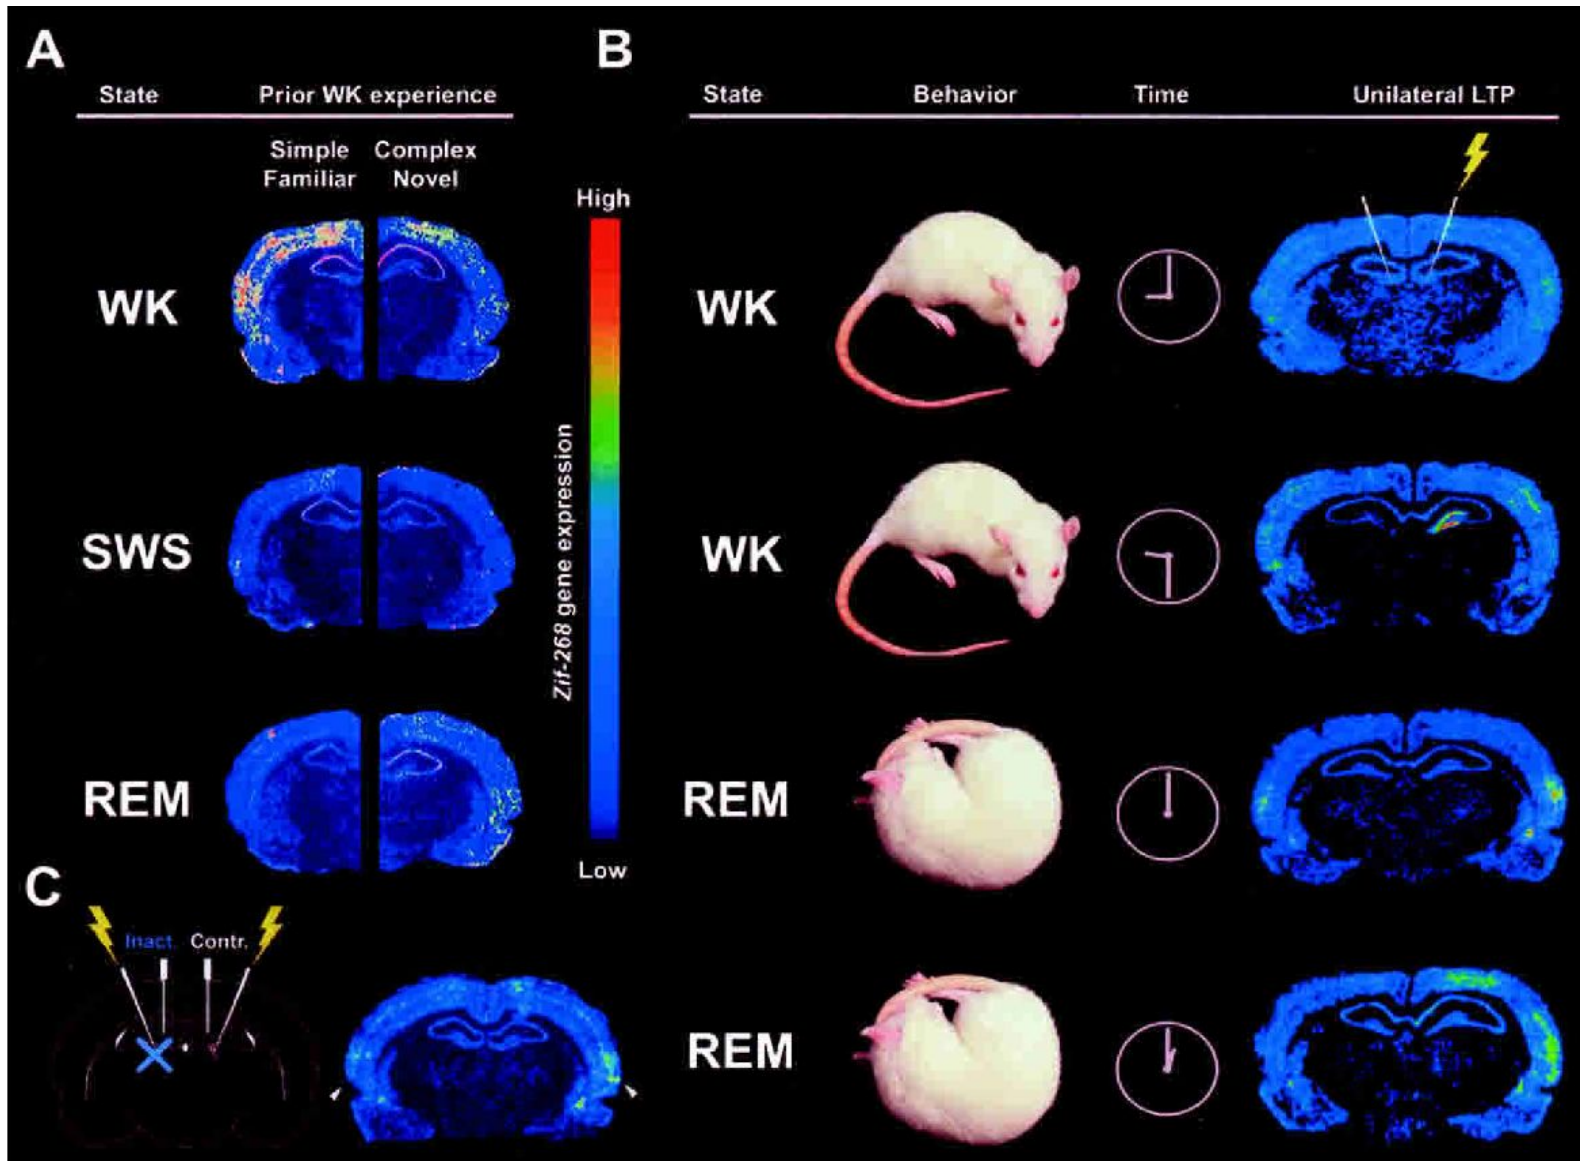 A
State Prior WK experience
Simple Complex
Familiar Novel
WK
SWS
REM
High
Zif-268 gene expression
Low
B
State Behavior Time Unilateral LTP
WK
WK
REM
REM
C
Inact. Contr.